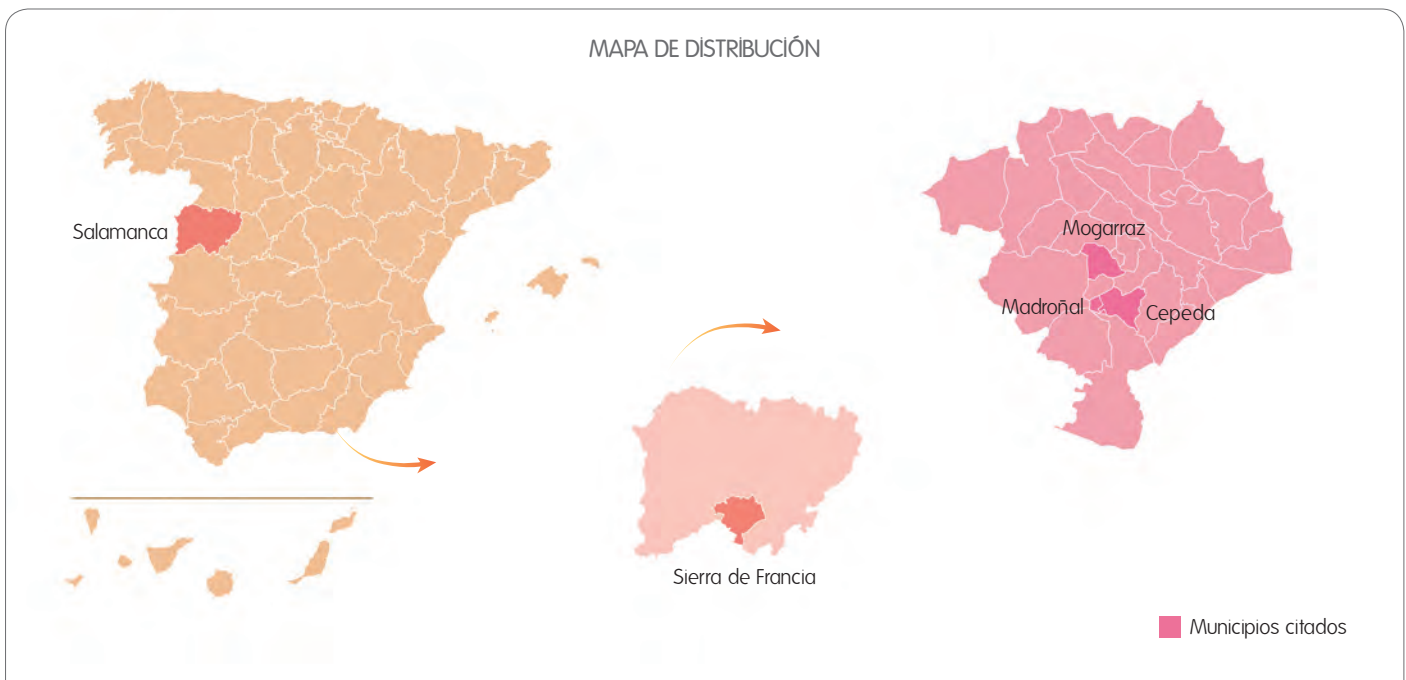 MAPA DE DISTRIBUCIÓN
Salamanca
Mogarraz
Madroñal
Cepeda
Sierra de Francia
Municipios citados